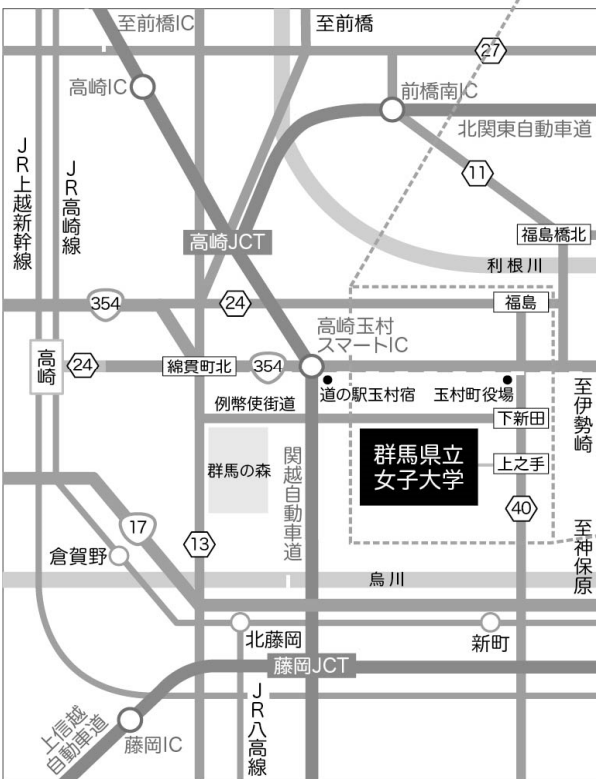 至前橋IC
至前橋
27
高崎IC
前橋南IC
北関東自動車道
11
JR上越新幹線
JR高崎線
高崎JCT
福島橋北
利根川
354
24
福島
高崎玉村
スマートIC
高崎
24
綿貫町北
354
道の駅玉村宿
玉村町役場
至伊勢崎
例幣使街道
下新田
群馬の森
関越自動車道
群馬県立
女子大学
上之手
40
17
13
至神保原
倉賀野
烏川
北藤岡
新町
藤岡JCT
JR八高線
上信越
自動車道
藤岡IC